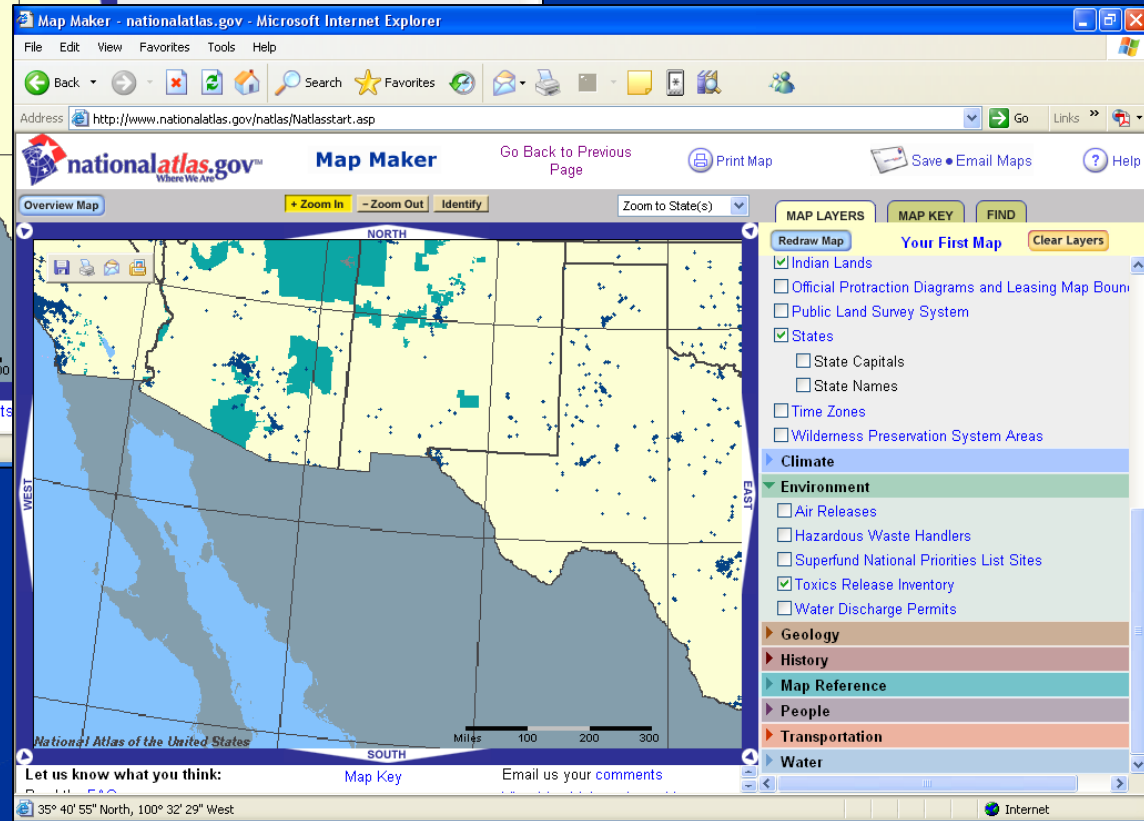 Map Maker - nationalatlas.gov - Microsoft Internet Explorer
File Edit View Favorites Tools Help
Back Search Favorites
Address http://www.nationalatlas.gov/natlas/Natlasstart.asp Go Links »
nationalatlas.gov™
Where We Are
Map Maker
Go Back to Previous
Page
Print Map
Save • Email Maps
? Help
Overview Map
+ Zoom In
- Zoom Out
Identify
Zoom to State(s)
MAP LAYERS
MAP KEY
FIND
Redraw Map
Your First Map
Clear Layers
NORTH
WEST
EAST
SOUTH
Miles 100 200 300
National Atlas of the United States
Indian Lands
Official Protraction Diagrams and Leasing Map Boun
Public Land Survey System
States
State Capitals
State Names
Time Zones
Wilderness Preservation System Areas
Climate
Environment
Air Releases
Hazardous Waste Handlers
Superfund National Priorities List Sites
Toxics Release Inventory
Water Discharge Permits
Geology
History
Map Reference
People
Transportation
Water
Let us know what you think:
Map Key
Email us your comments
35° 40' 55" North, 100° 32' 29" West
Internet